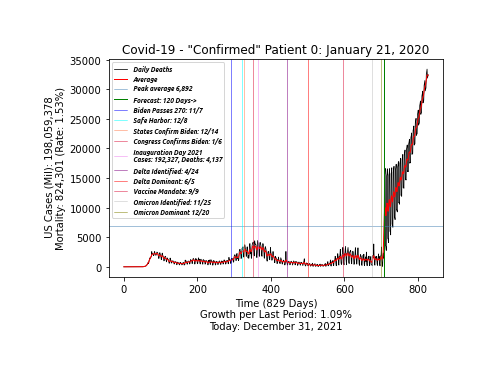 Covid-19 - "Confirmed" Patient 0: January 21, 2020
35000
30000
25000
20000
15000
10000
5000
0
US Cases (Mil): 198,059,378
Mortality: 824,301 (Rate: 1.53%)
Daily Deaths
Average
Peak average 6,892
Forecast: 120 Days->
Biden Passes 270: 11/7
Safe Harbor: 12/8
States Confirm Biden: 12/14
Congress Confirms Biden: 1/6
Inauguration Day 2021
Cases: 192,327, Deaths: 4,137
Delta Identified: 4/24
Delta Dominant: 6/5
Vaccine Mandate: 9/9
Omicron Identified: 11/25
Omicron Dominant 12/20
0 200 400 600 800
Time (829 Days)
Growth per Last Period: 1.09%
Today: December 31, 2021